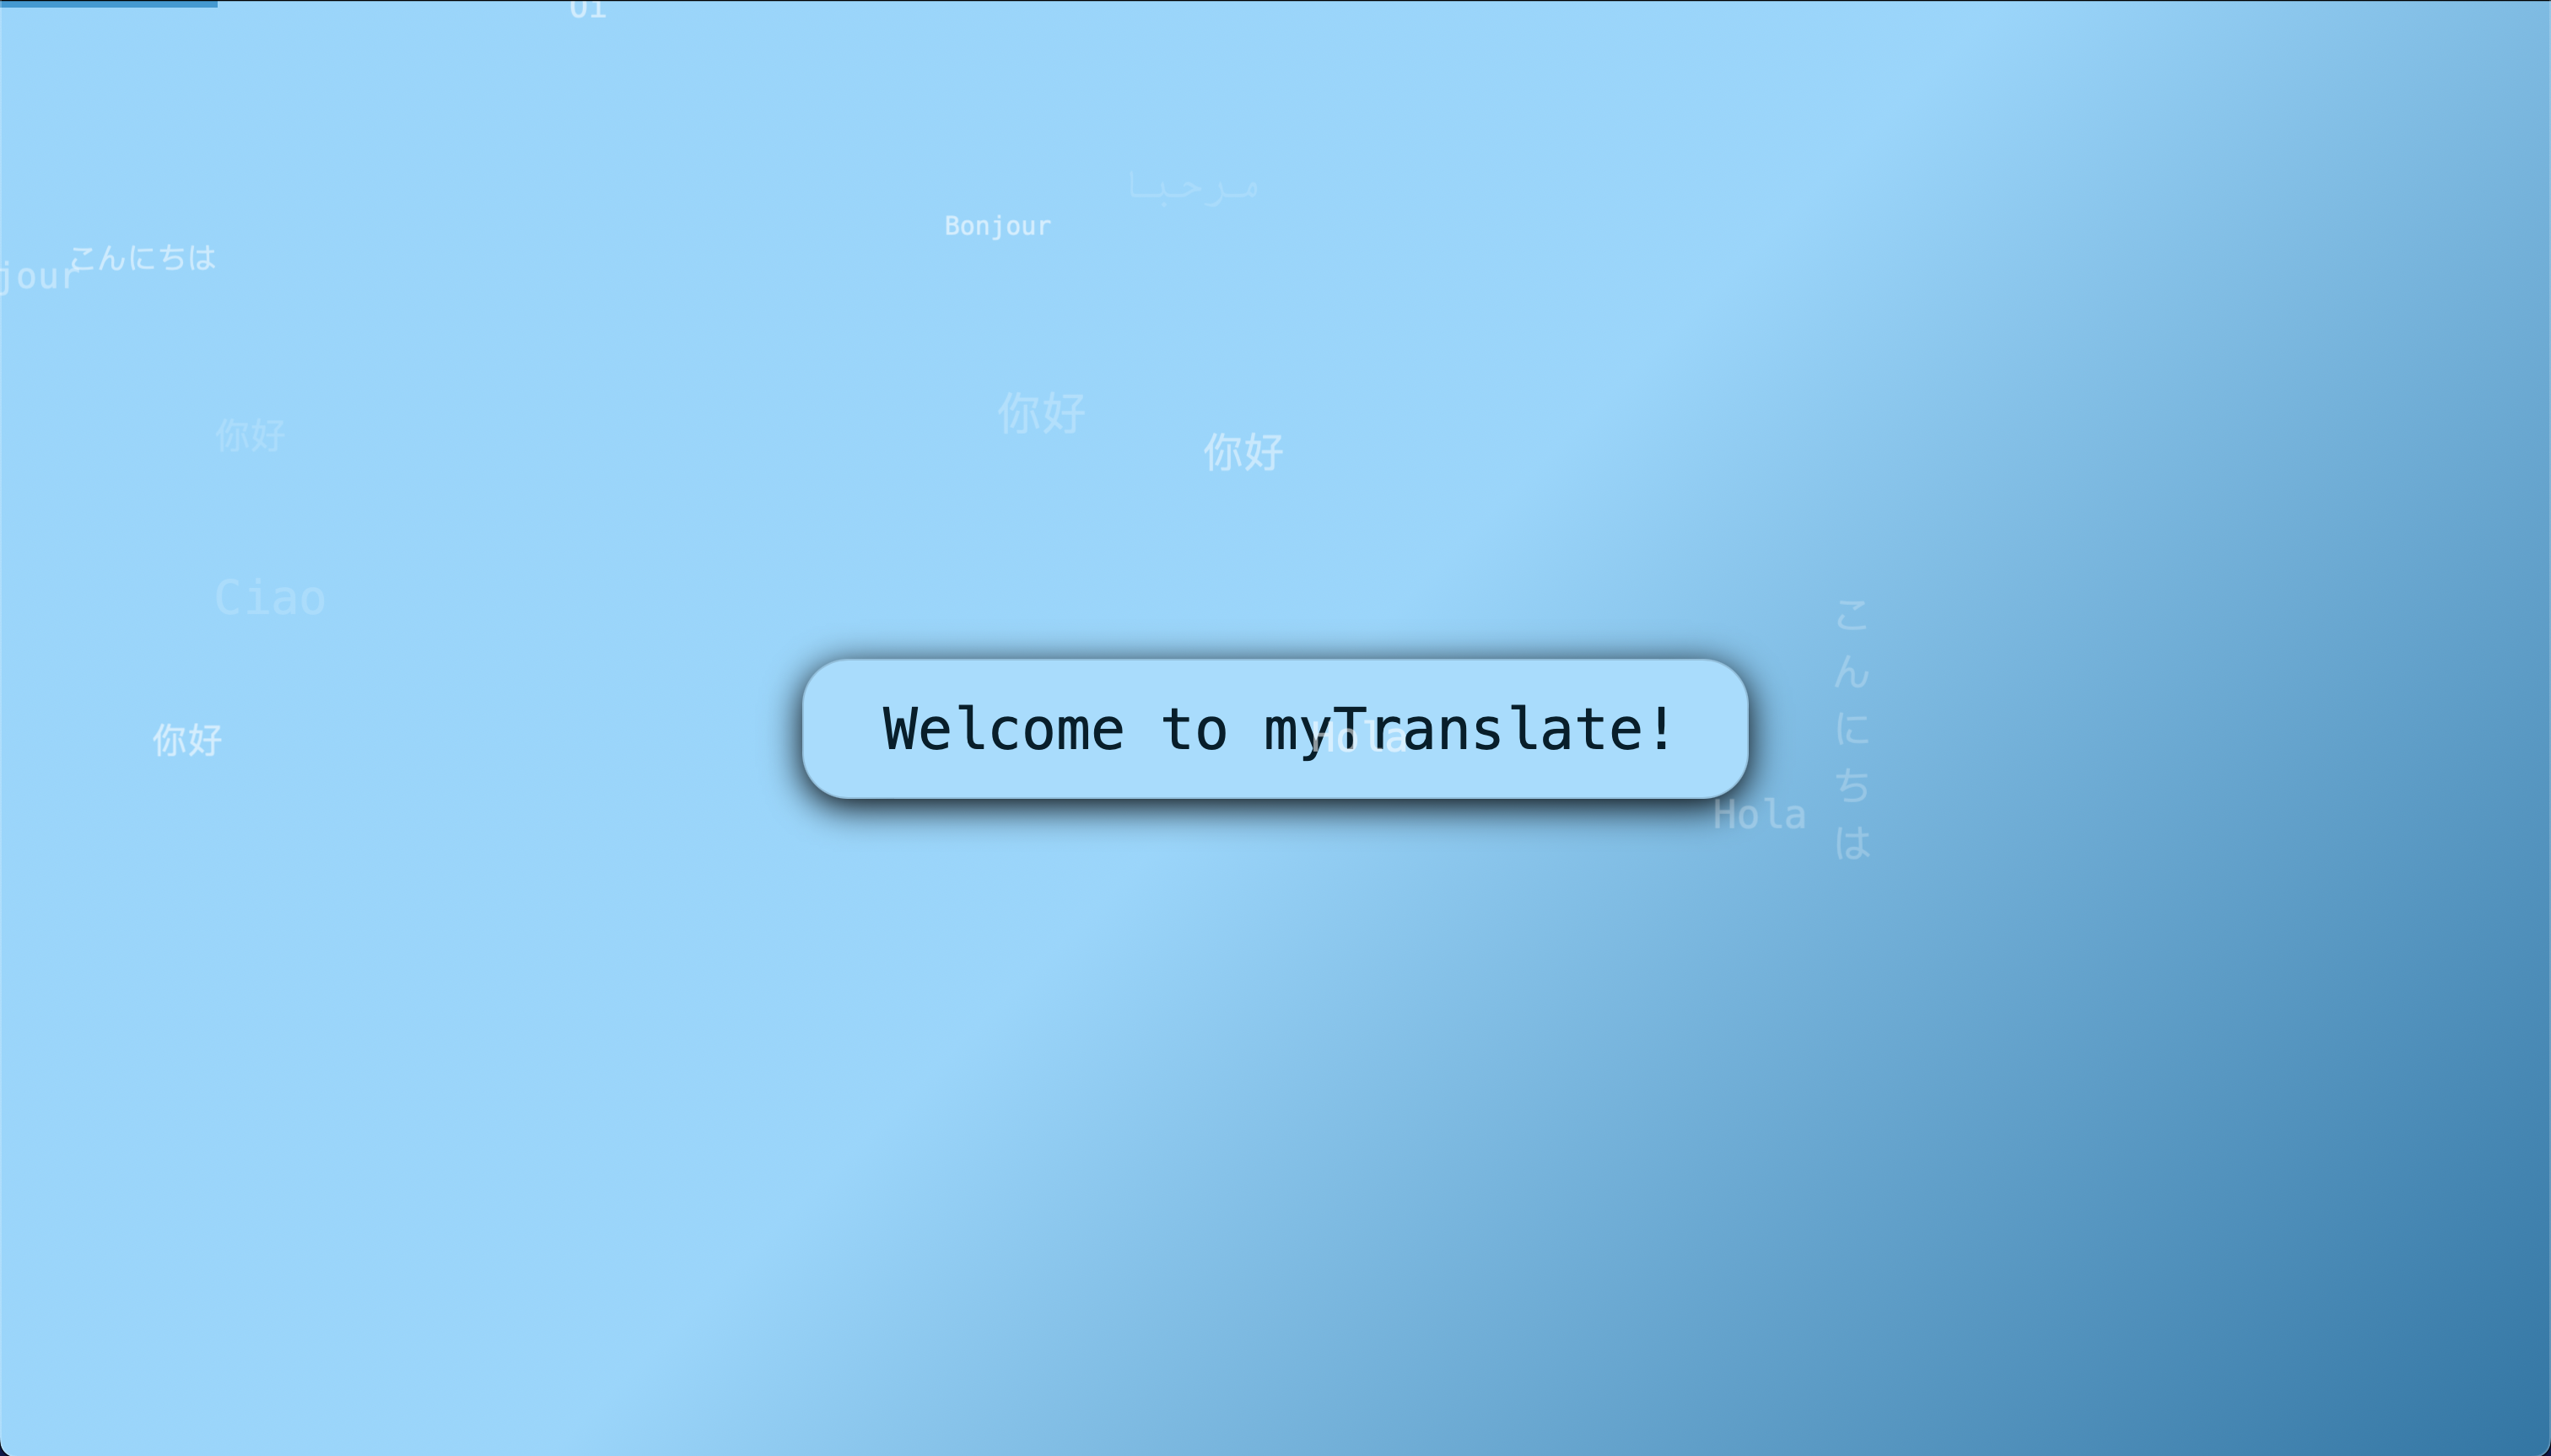 Oi
مرحبا
Bonjour
こんにちは
jour
你好
你好
你好
Ciao
Welcome to myTranslate!
Hola
你好
Hola
こんにちは